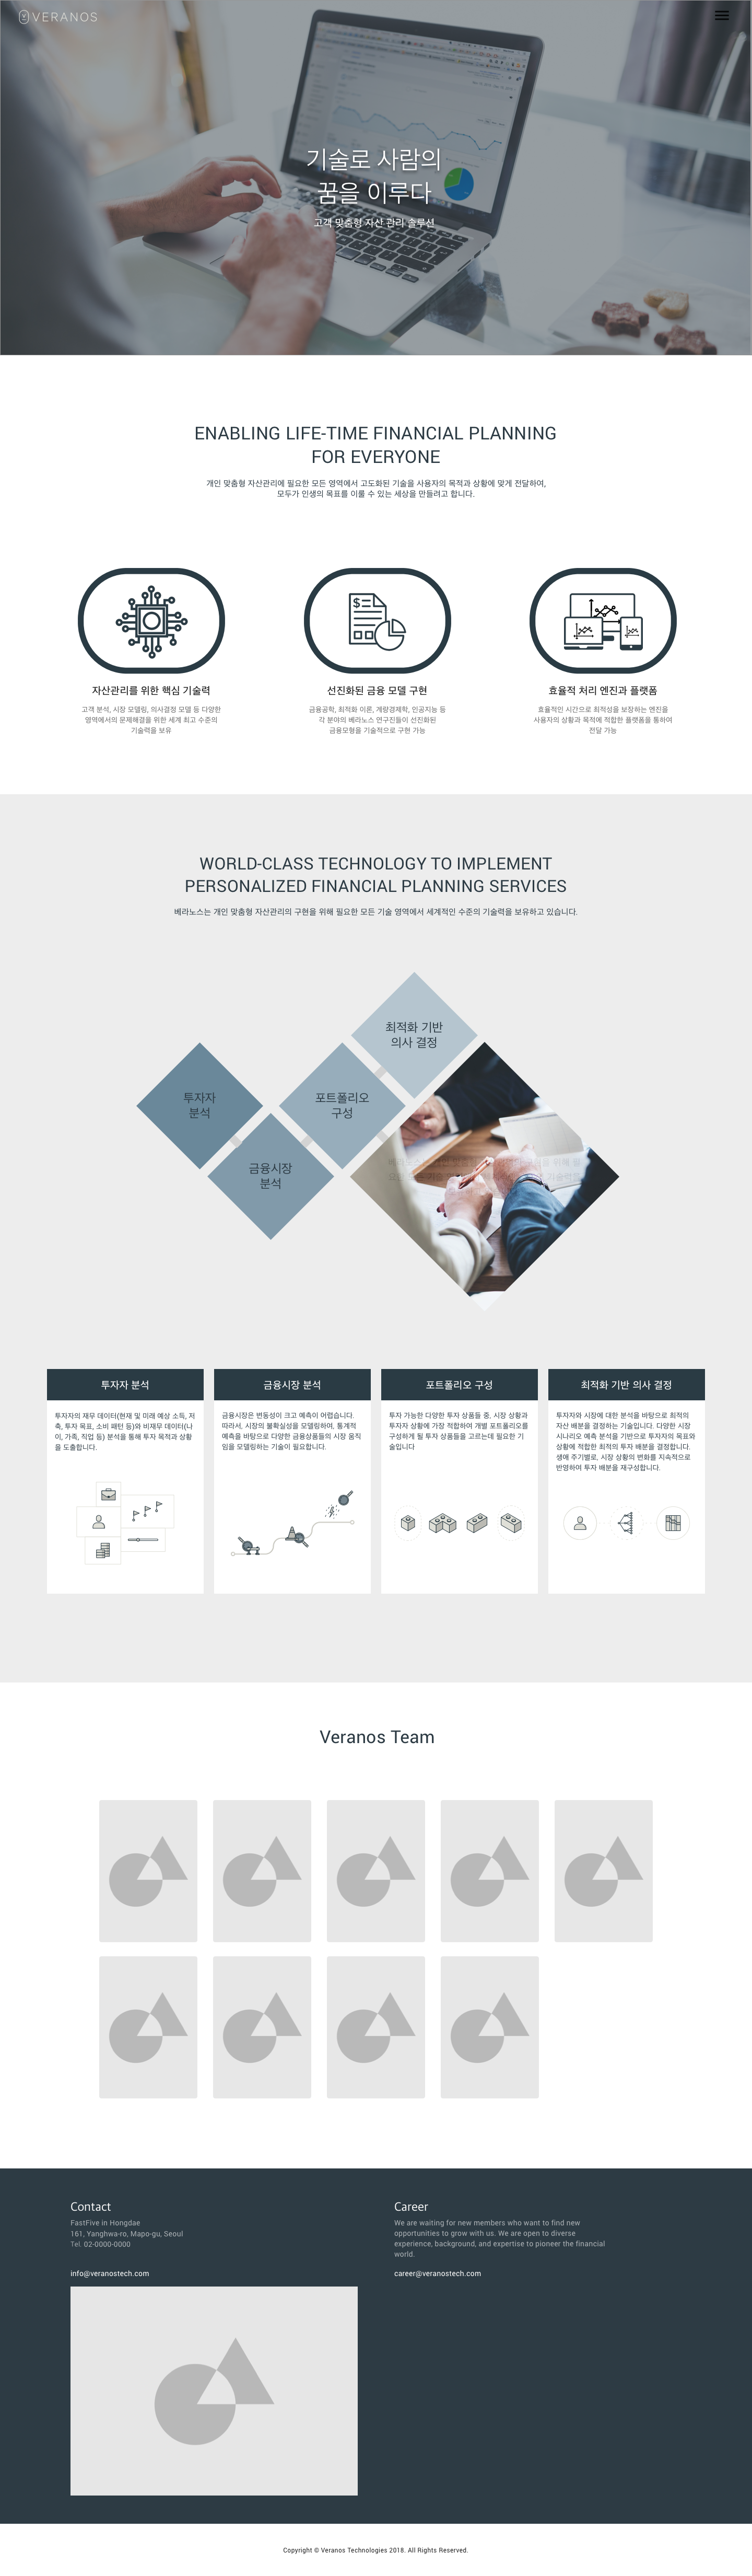 VERANOS
기술로 사람의
꿈을 이루다
고객 맞춤형 자산 관리 솔루션
ENABLING LIFE-TIME FINANCIAL PLANNING
FOR EVERYONE
개인 맞춤형 자산관리에 필요한 모든 영역에서 고도화된 기술을 사용자의 목적과 상황에 맞게 전달하여,
모두가 인생의 목표를 이룰 수 있는 세상을 만들려고 합니다.
자산관리를 위한 핵심 기술력
고객 분석, 시장 모델링, 의사결정 모델 등 다양한
영역에서의 문제해결을 위한 세계 최고 수준의
기술력을 보유
선진화된 금융 모델 구현
금융공학, 최적화 이론, 계량경제학, 인공지능 등
각 분야의 베라노스 연구진들이 선진화된
금융모형을 기술적으로 구현 가능
효율적 처리 엔진과 플랫폼
효율적인 시간으로 최적성을 보장하는 엔진을
사용자의 상황과 목적에 적합한 플랫폼을 통하여
전달 가능
WORLD-CLASS TECHNOLOGY TO IMPLEMENT
PERSONALIZED FINANCIAL PLANNING SERVICES
베라노스는 개인 맞춤형 자산관리의 구현을 위해 필요한 모든 기술 영역에서 세계적인 수준의 기술력을 보유하고 있습니다.
최적화 기반
의사 결정
투자자
분석
포트폴리오
구성
금융시장
분석
투자자 분석
투자자의 재무 데이터(현재 및 미래 예상 소득, 저
축, 투자 목표, 소비 패턴 등)와 비재무 데이터(나
이, 가족, 직업 등) 분석을 통해 투자 목적과 상황
을 도출합니다.
금융시장 분석
금융시장은 변동성이 크고 예측이 어렵습니다.
따라서, 시장의 불확실성을 모델링하여, 통계적
예측을 바탕으로 다양한 금융상품들의 시장 움직
임을 모델링하는 기술이 필요합니다.
포트폴리오 구성
투자 가능한 다양한 투자 상품들 중, 시장 상황과
투자자 상황에 가장 적합하여 개별 포트폴리오를
구성하게 될 투자 상품들을 고르는데 필요한 기
술입니다
최적화 기반 의사 결정
투자자와 시장에 대한 분석을 바탕으로 최적의
자산 배분을 결정하는 기술입니다. 다양한 시장
시나리오 예측 분석을 기반으로 투자자의 목표와
상황에 적합한 최적의 투자 배분을 결정합니다.
생애 주기별로, 시장 상황의 변화를 지속적으로
반영하여 투자 배분을 재구성합니다.
Veranos Team
Contact
FastFive in Hongdae
161, Yanghwa-ro, Mapo-gu, Seoul
Tel. 02-0000-0000
info@veranostech.com
Career
We are waiting for new members who want to find new
opportunities to grow with us. We are open to diverse
experience, background, and expertise to pioneer the financial
world.
career@veranostech.com
Copyright © Veranos Technologies 2018. All Rights Reserved.